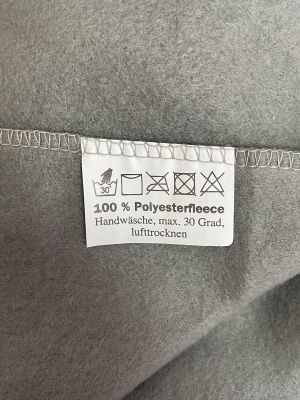 30°
100 % Polyesterfleece
Handwäsche, max. 30 Grad,
lufttrocknen